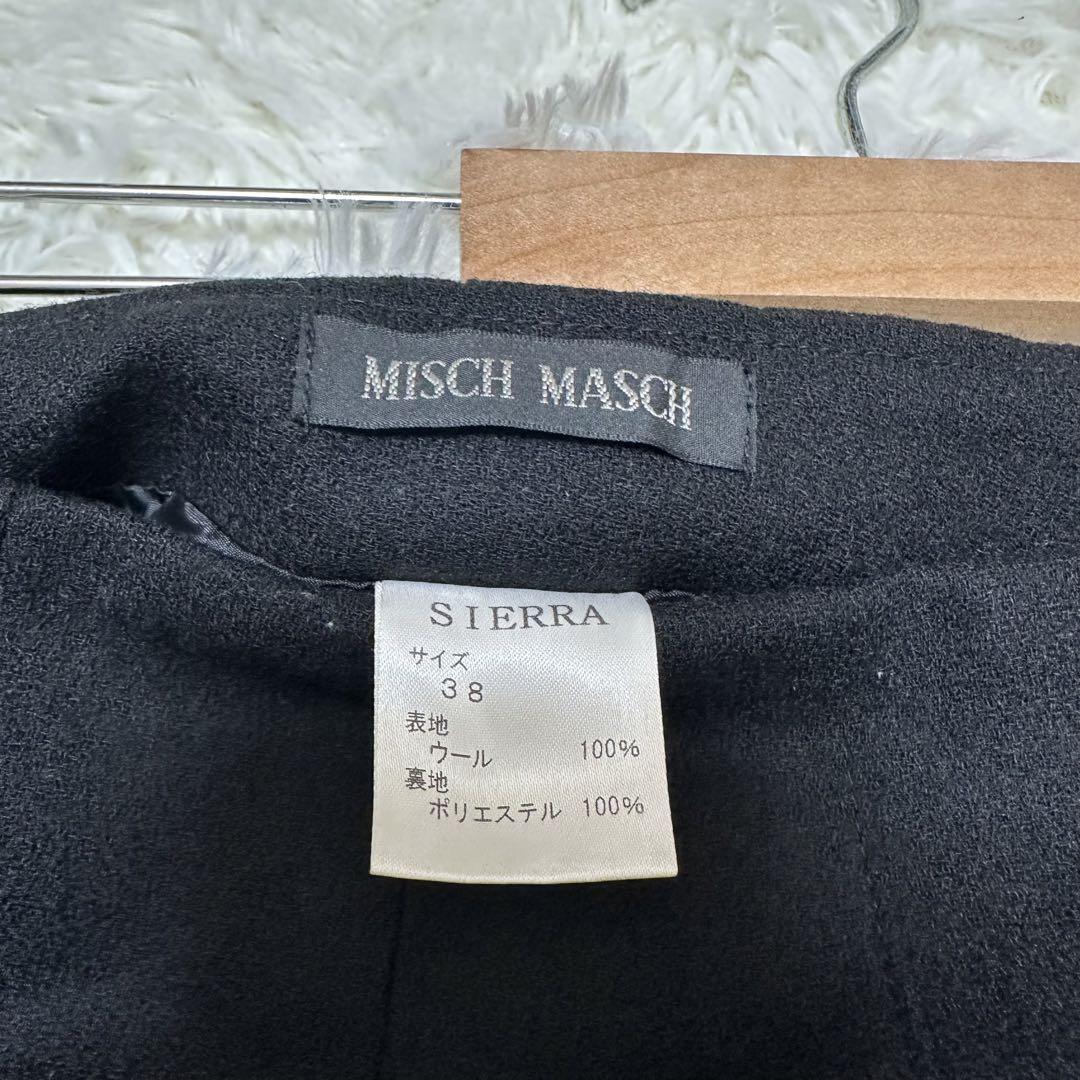 MISCH MASCH
SIERRA
サイズ
38
表地
ウール 100%
裏地
ポリエステル 100%